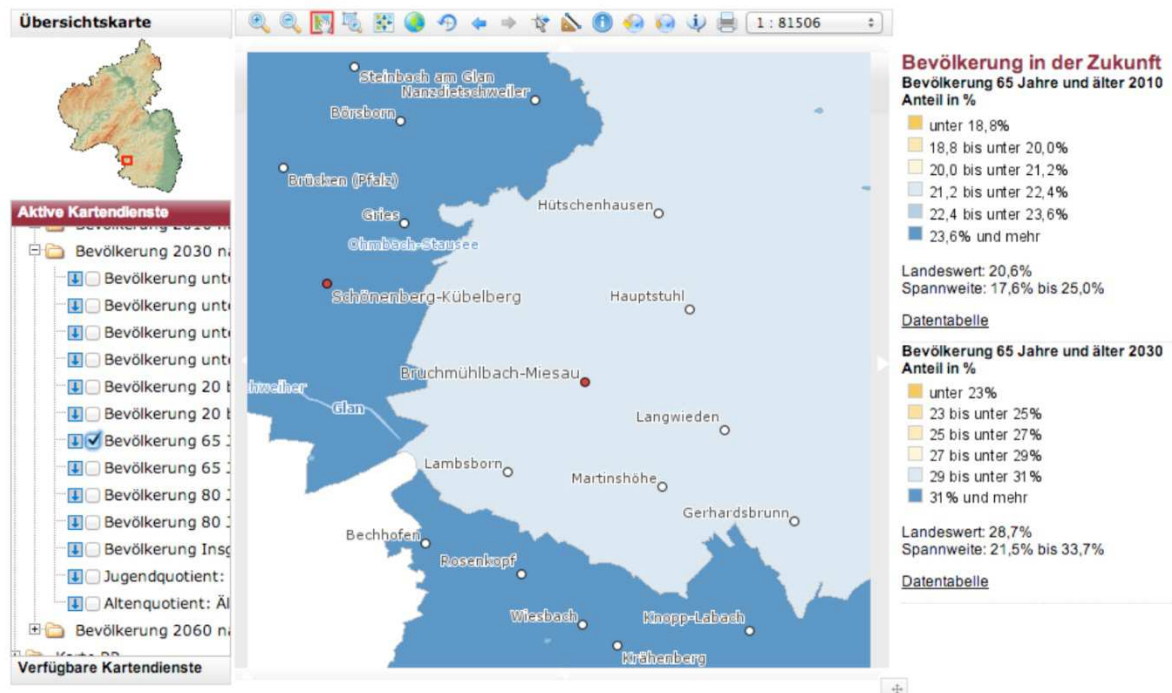 Übersichtskarte
1 : 81506
Aktive Kartendienste
Bevölkerung 2030 na
Bevölkerung unte
Bevölkerung unte
Bevölkerung unte
Bevölkerung unte
Bevölkerung 20 b
Bevölkerung 20 b
Bevölkerung 65 J
Bevölkerung 65 J
Bevölkerung 80 J
Bevölkerung 80 J
Bevölkerung Insg
Jugendquotient:
Altenquotient: Äl
Bevölkerung 2060 na
Verfügbare Kartendienste
Steinbach am Glan
Nanzdietschweiler
Börsborn
Brücken (Pfalz)
Gries
Hütschenhausen
Ohmbach-Stausee
Schönenberg-Kübelberg
Hauptstuhl
Bruchmühlbach-Miesau
Glan
Langwieden
Lambsborn
Martinshöhe
Gerhardsbrunn
Bechhofen
Rosenkopf
Wiesbach
Knopp-Labach
Krähenberg
Bevölkerung in der Zukunft
Bevölkerung 65 Jahre und älter 2010
Anteil in %
unter 18,8%
18,8 bis unter 20,0%
20,0 bis unter 21,2%
21,2 bis unter 22,4%
22,4 bis unter 23,6%
23,6% und mehr
Landeswert: 20,6%
Spannweite: 17,6% bis 25,0%
Datentabelle
Bevölkerung 65 Jahre und älter 2030
Anteil in %
unter 23%
23 bis unter 25%
25 bis unter 27%
27 bis unter 29%
29 bis unter 31%
31% und mehr
Landeswert: 28,7%
Spannweite: 21,5% bis 33,7%
Datentabelle